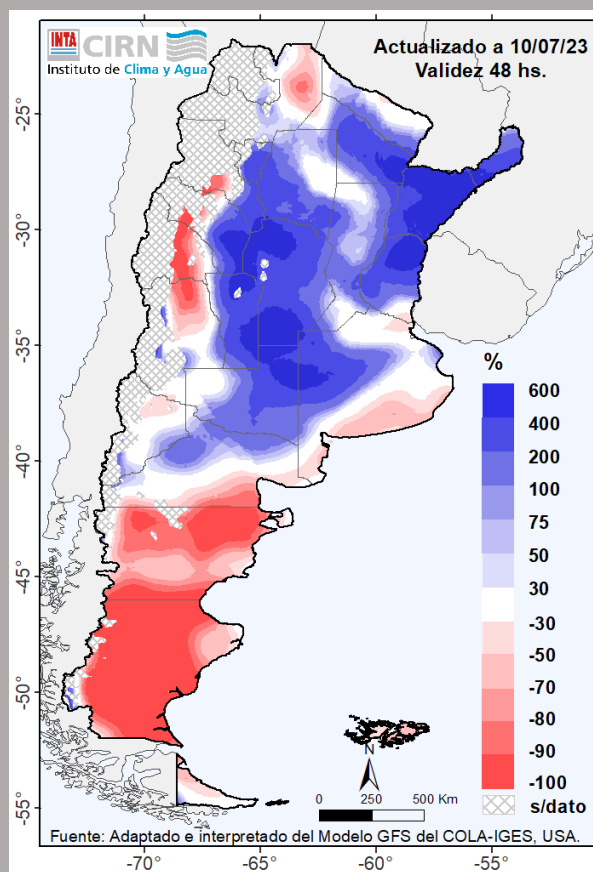 INTA CIRN
Instituto de Clima y Agua
Actualizado a 10/07/23
Validez 48 hs.
-25°
-30°
-35°
-40°
-45°
-50°
-55°
%
600
400
200
100
75
50
30
-30
-50
-70
-80
-90
-100
s/dato
N
0 250 500 Km
Fuente: Adaptado e interpretado del Modelo GFS del COLA-IGES, USA.
-70° -65° -60° -55°